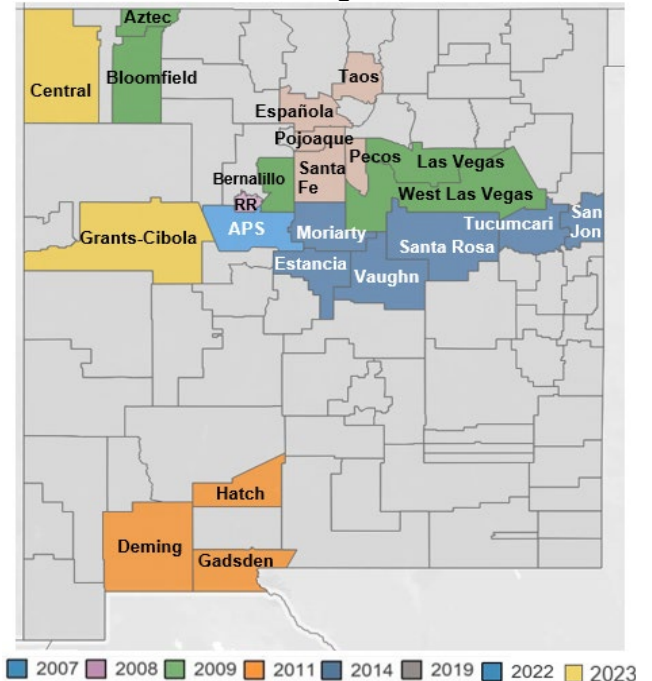 Aztec
Central
Bloomfield
Taos
Española
Pojoaque
Pecos
Las Vegas
Bernalillo
Santa
Fe
West Las Vegas
RR
San
Jon
Grants-Cibola
APS
Moriarty
Tucumcari
Santa Rosa
Estancia
Vaughn
Hatch
Deming
Gadsden
2007 2008 2009 2011 2014 2019 2022 2023